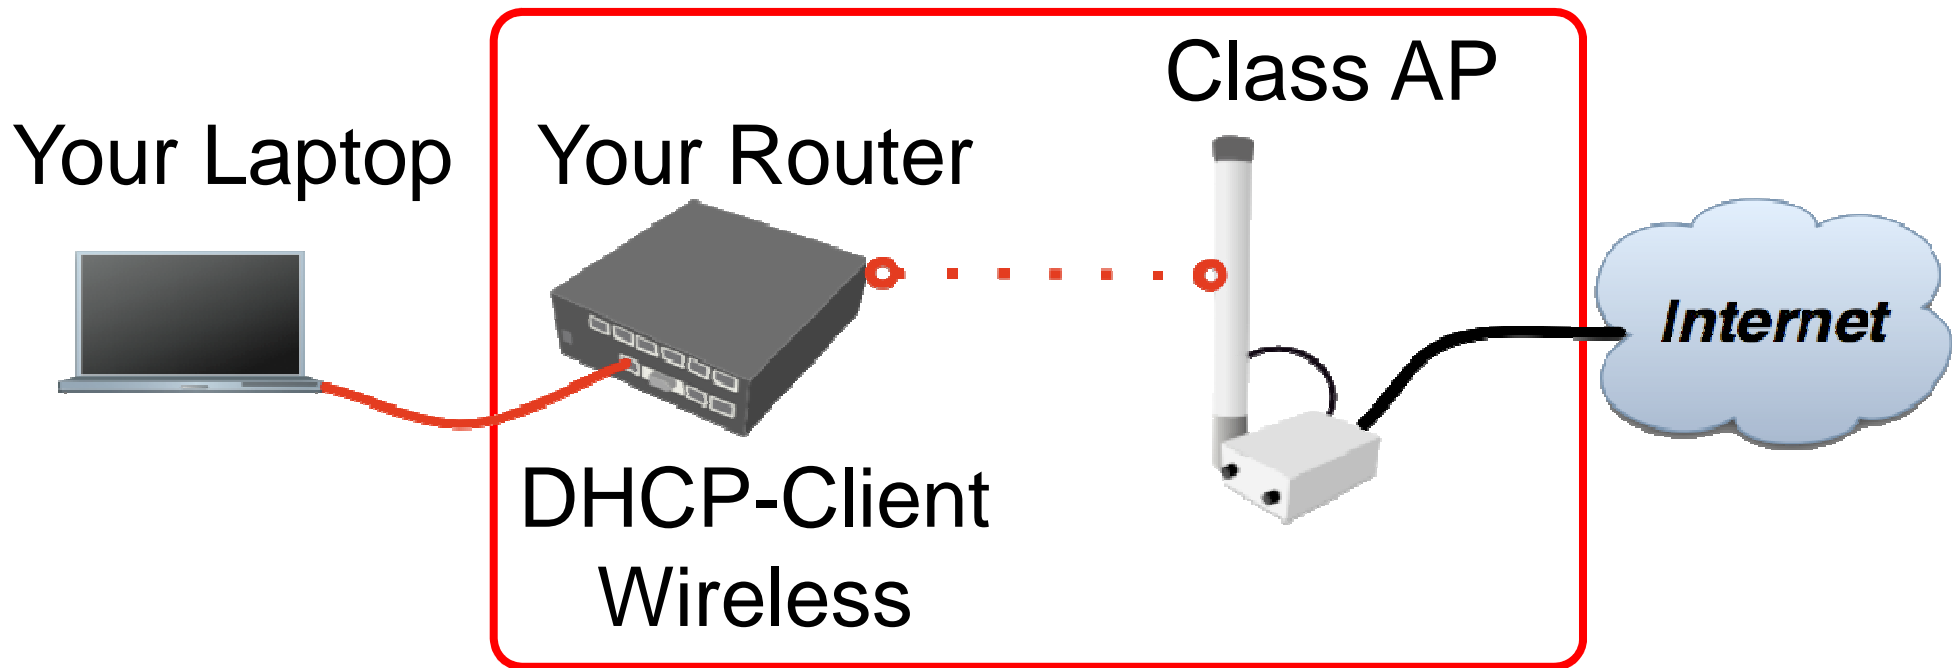 Class AP
Your Laptop
Your Router
Internet
DHCP-Client
Wireless